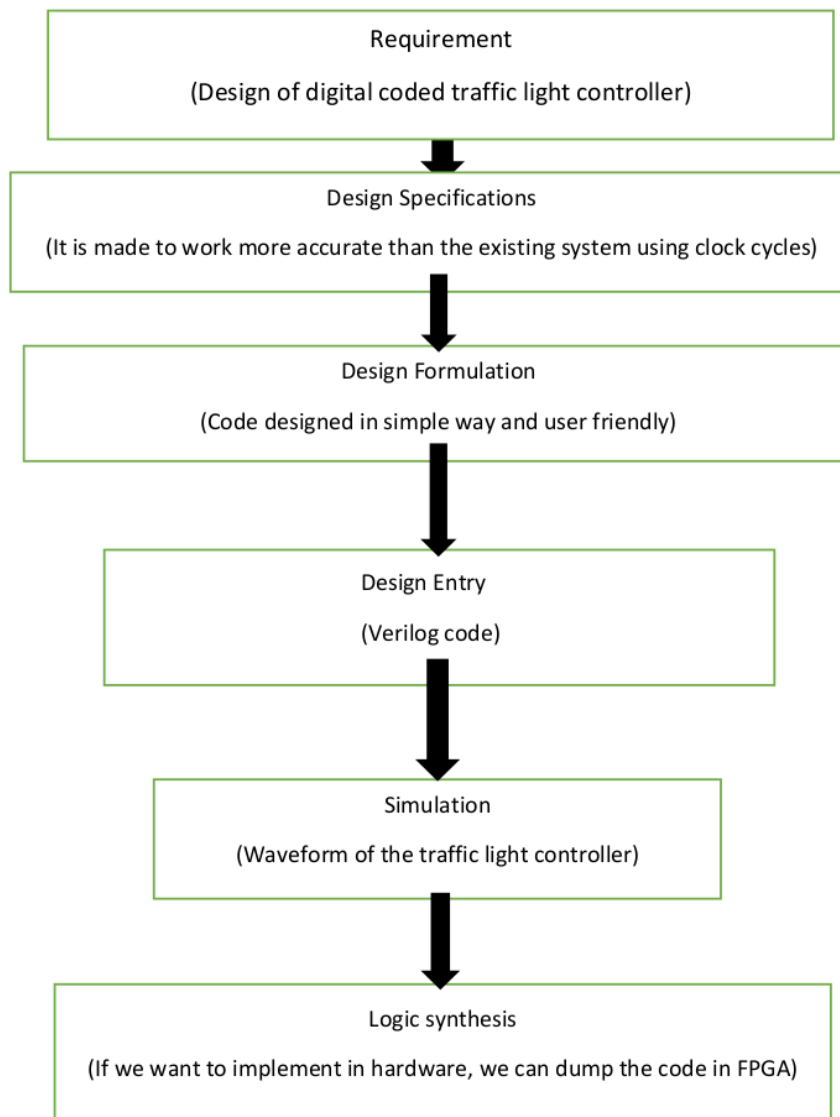 Requirement
(Design of digital coded traffic light controller)
Design Specifications
(It is made to work more accurate than the existing system using clock cycles)
Design Formulation
(Code designed in simple way and user friendly)
Design Entry
(Verilog code)
Simulation
(Waveform of the traffic light controller)
Logic synthesis
(If we want to implement in hardware, we can dump the code in FPGA)